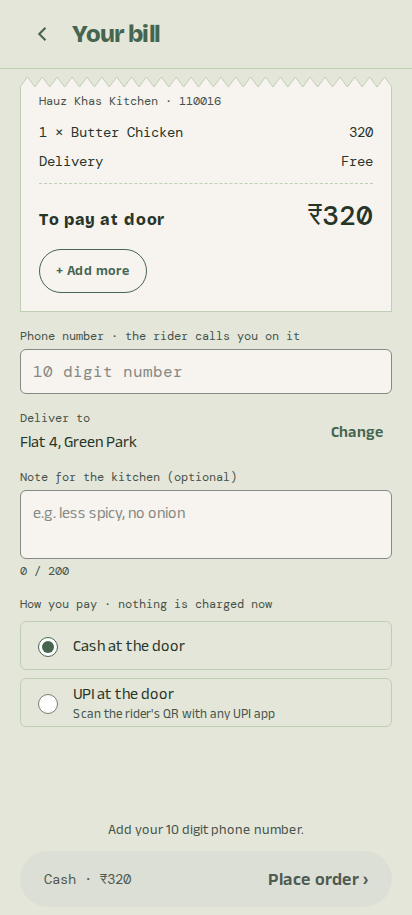 Your bill
Hauz Khas Kitchen · 110016
1 × Butter Chicken 320
Delivery Free
To pay at door ₹320
+ Add more
Phone number · the rider calls you on it
10 digit number
Deliver to
Flat 4, Green Park
Change
Note for the kitchen (optional)
e.g. less spicy, no onion
0 / 200
How you pay · nothing is charged now
Cash at the door
UPI at the door
Scan the rider's QR with any UPI app
Add your 10 digit phone number.
Cash · ₹320 Place order ›